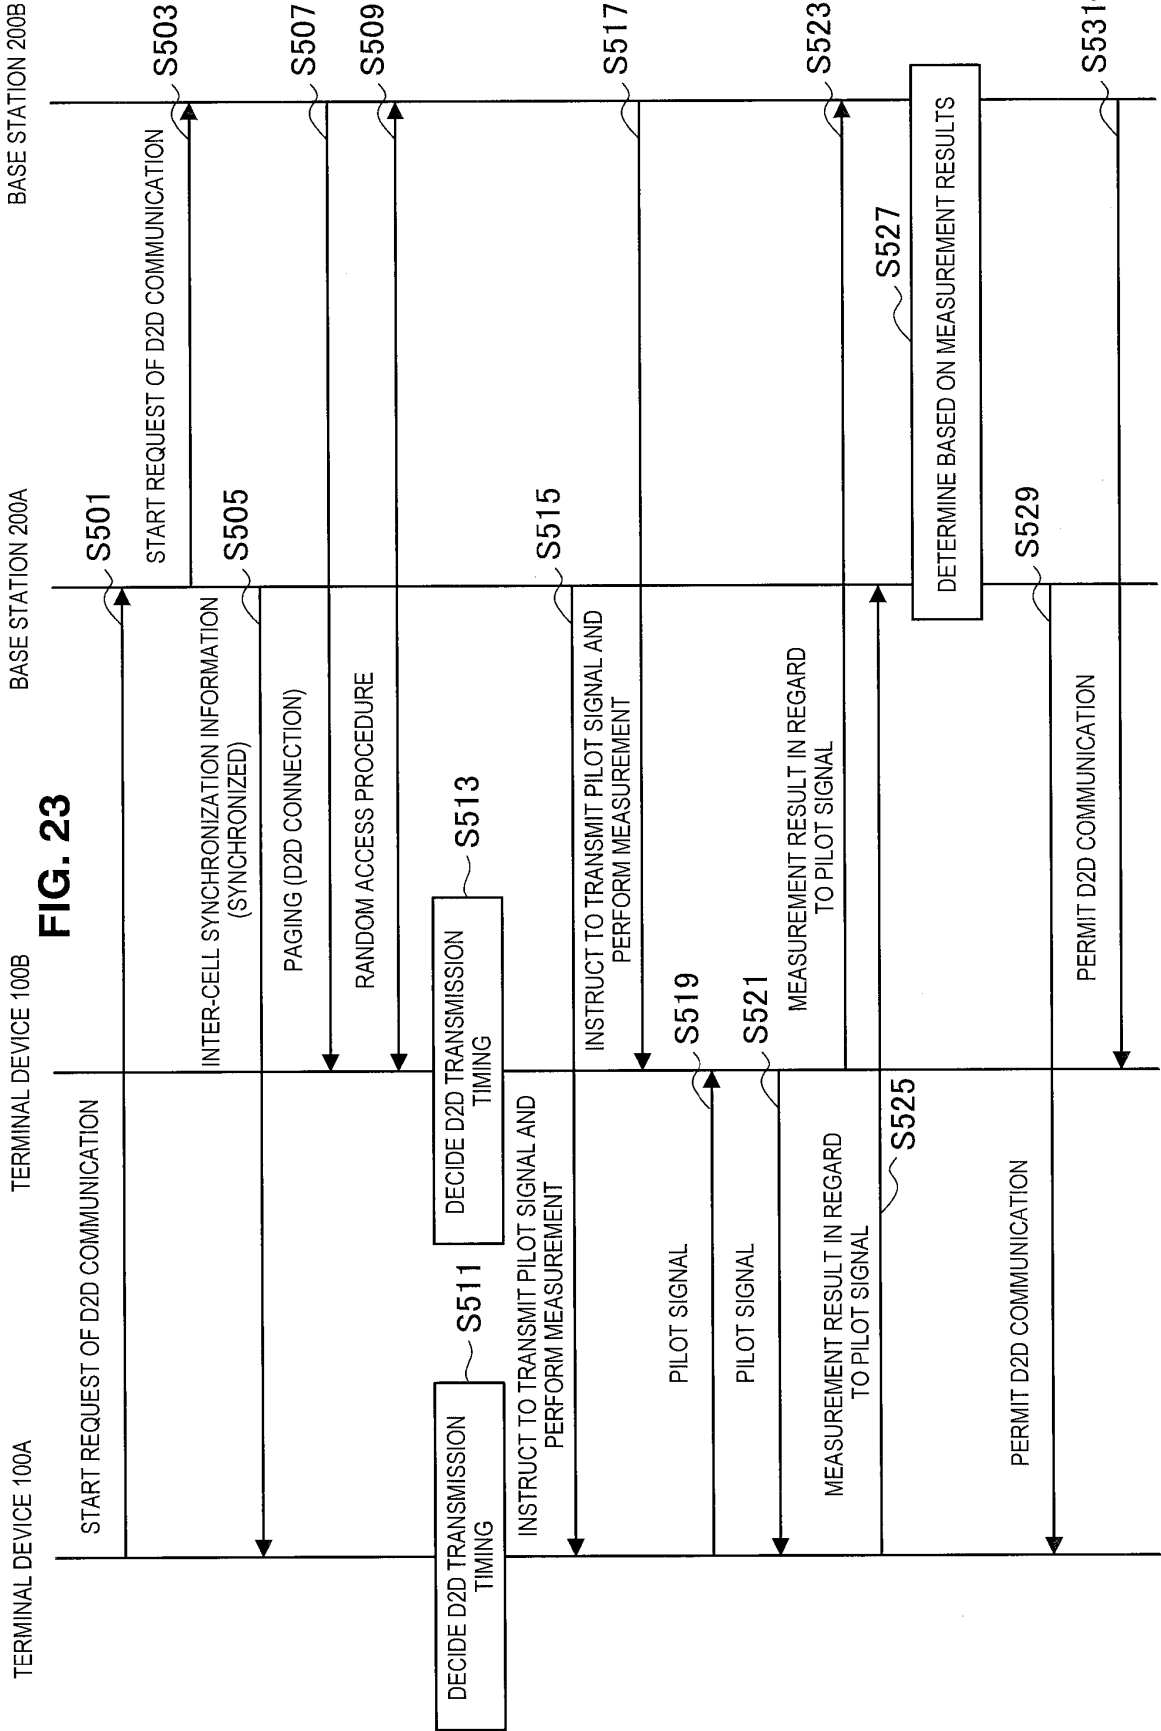 FIG. 23
TERMINAL DEVICE 100A
TERMINAL DEVICE 100B
BASE STATION 200A
BASE STATION 200B
START REQUEST OF D2D COMMUNICATION
S501
START REQUEST OF D2D COMMUNICATION
S503
INTER-CELL SYNCHRONIZATION INFORMATION
(SYNCHRONIZED)
S505
PAGING (D2D CONNECTION)
S507
RANDOM ACCESS PROCEDURE
S509
DECIDE D2D TRANSMISSION
TIMING
S511
DECIDE D2D TRANSMISSION
TIMING
S513
INSTRUCT TO TRANSMIT PILOT SIGNAL AND
PERFORM MEASUREMENT
S515
INSTRUCT TO TRANSMIT PILOT SIGNAL AND
PERFORM MEASUREMENT
S517
PILOT SIGNAL
S519
PILOT SIGNAL
S521
MEASUREMENT RESULT IN REGARD
TO PILOT SIGNAL
S523
MEASUREMENT RESULT IN REGARD
TO PILOT SIGNAL
S525
S527
DETERMINE BASED ON MEASUREMENT RESULTS
PERMIT D2D COMMUNICATION
S529
PERMIT D2D COMMUNICATION
S531